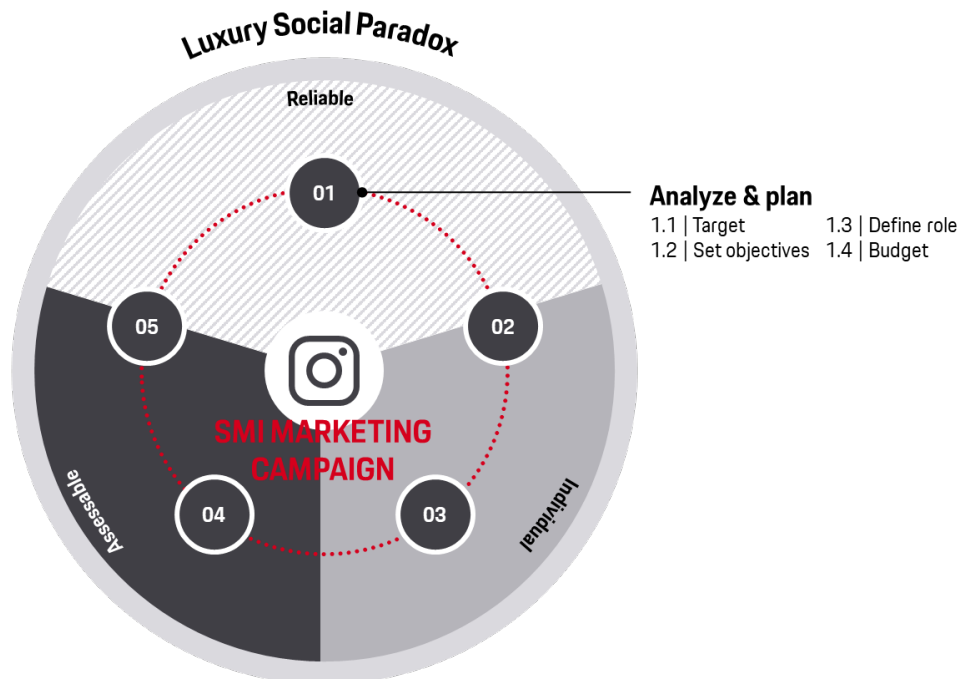 Luxury Social Paradox
Reliable
01
Analyze & plan
1.1 | Target
1.3 | Define role
1.2 | Set objectives
1.4 | Budget
05
02
SMI MARKETING
CAMPAIGN
Assessable
Individual
04
03